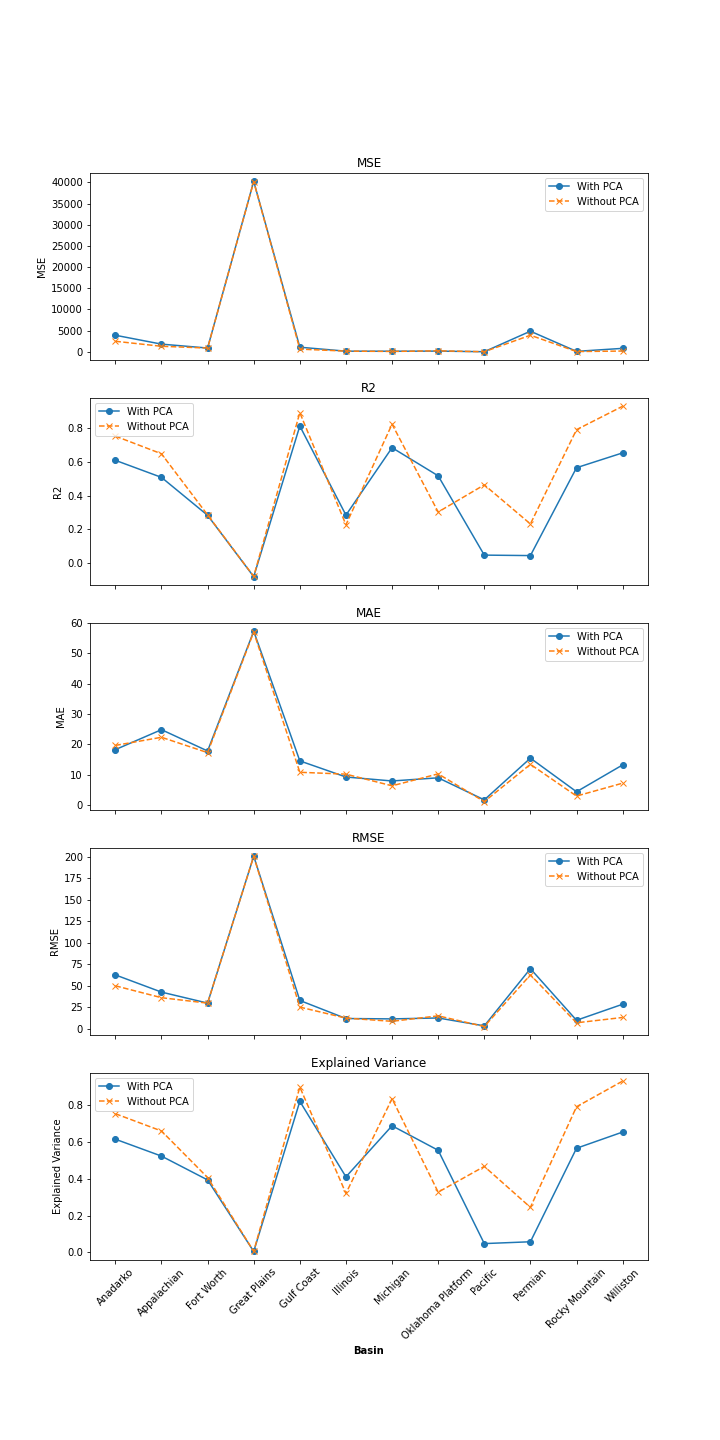 MSE
40000
35000
30000
25000
20000
15000
10000
5000
0
MSE
With PCA
Without PCA
R2
0.8
0.6
0.4
0.2
0.0
R2
With PCA
Without PCA
MAE
60
50
40
30
20
10
0
MAE
With PCA
Without PCA
RMSE
200
175
150
125
100
75
50
25
0
RMSE
With PCA
Without PCA
Explained Variance
0.8
0.6
0.4
0.2
0.0
Explained Variance
With PCA
Without PCA
Anadarko
Appalachian
Fort Worth
Great Plains
Gulf Coast
Illinois
Michigan
Oklahoma Platform
Pacific
Permian
Rocky Mountain
Williston
Basin